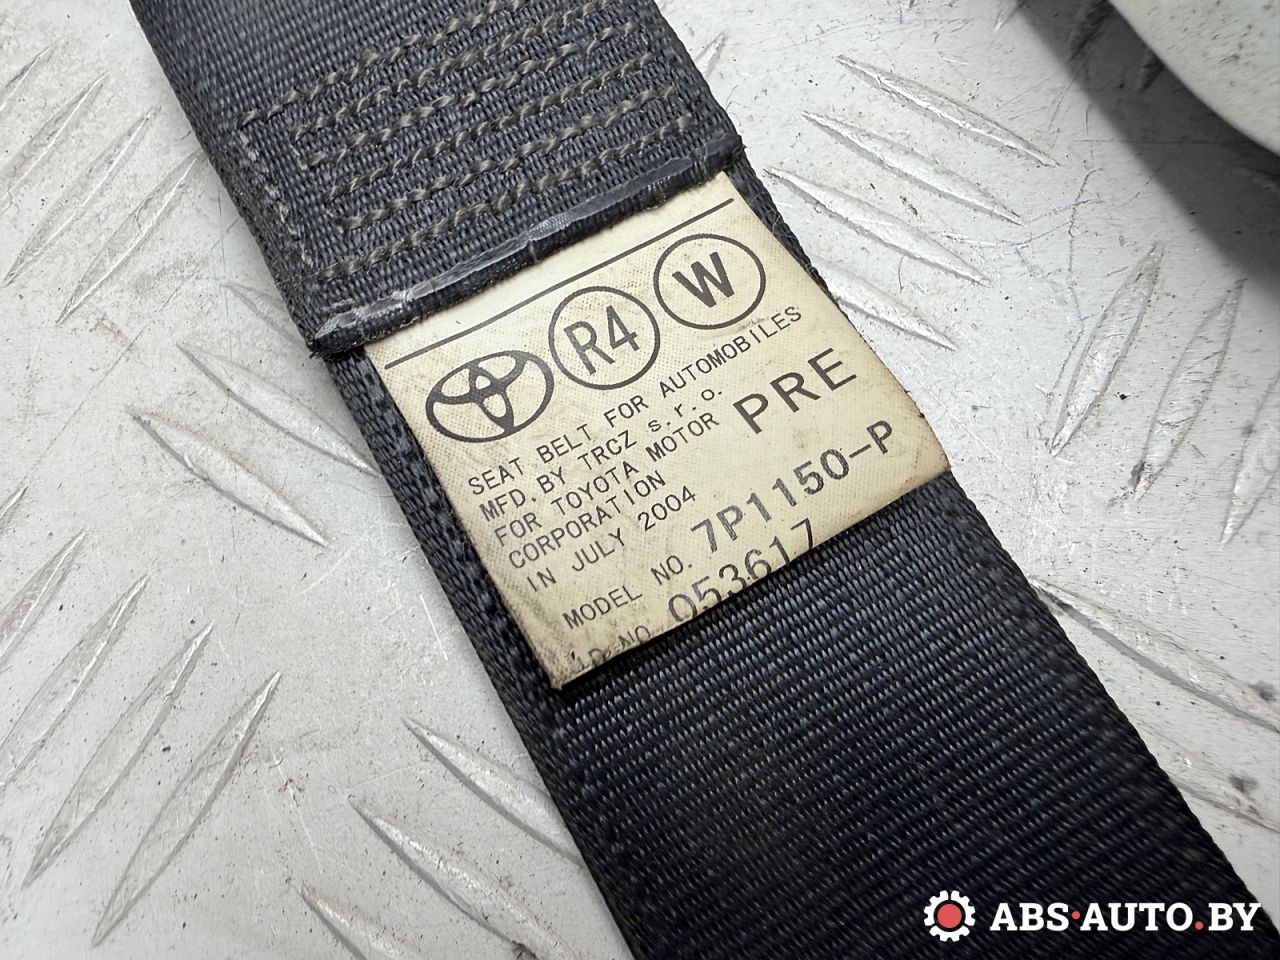 R4 W
SEAT BELT FOR AUTOMOBILES
MFD. BY TRCZ s.r.o.
FOR TOYOTA MOTOR
CORPORATION
PRE
IN JULY 2004
MODEL NO. 7P1150-P
NO. 053617
ABS·AUTO.BY